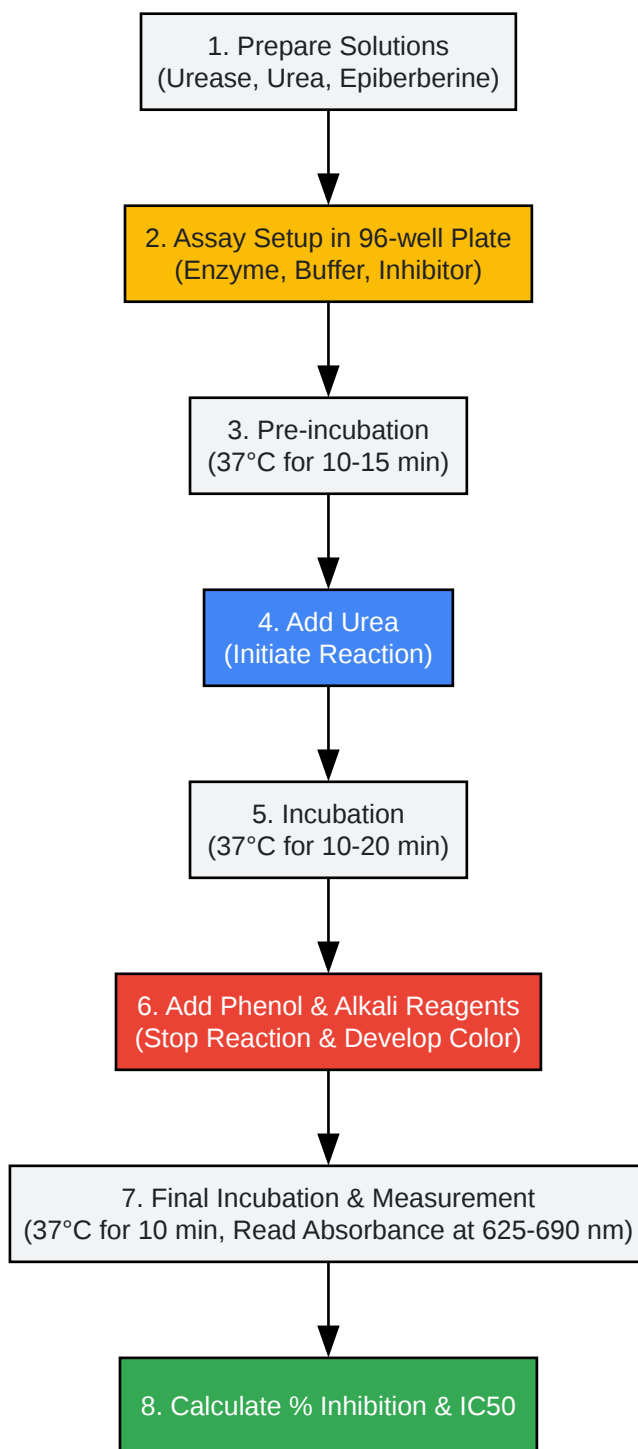 1. Prepare Solutions
(Urease, Urea, Epiberberine)
2. Assay Setup in 96-well Plate
(Enzyme, Buffer, Inhibitor)
3. Pre-incubation
(37°C for 10-15 min)
4. Add Urea
(Initiate Reaction)
5. Incubation
(37°C for 10-20 min)
6. Add Phenol & Alkali Reagents
(Stop Reaction & Develop Color)
7. Final Incubation & Measurement
(37°C for 10 min, Read Absorbance at 625-690 nm)
8. Calculate % Inhibition & IC50